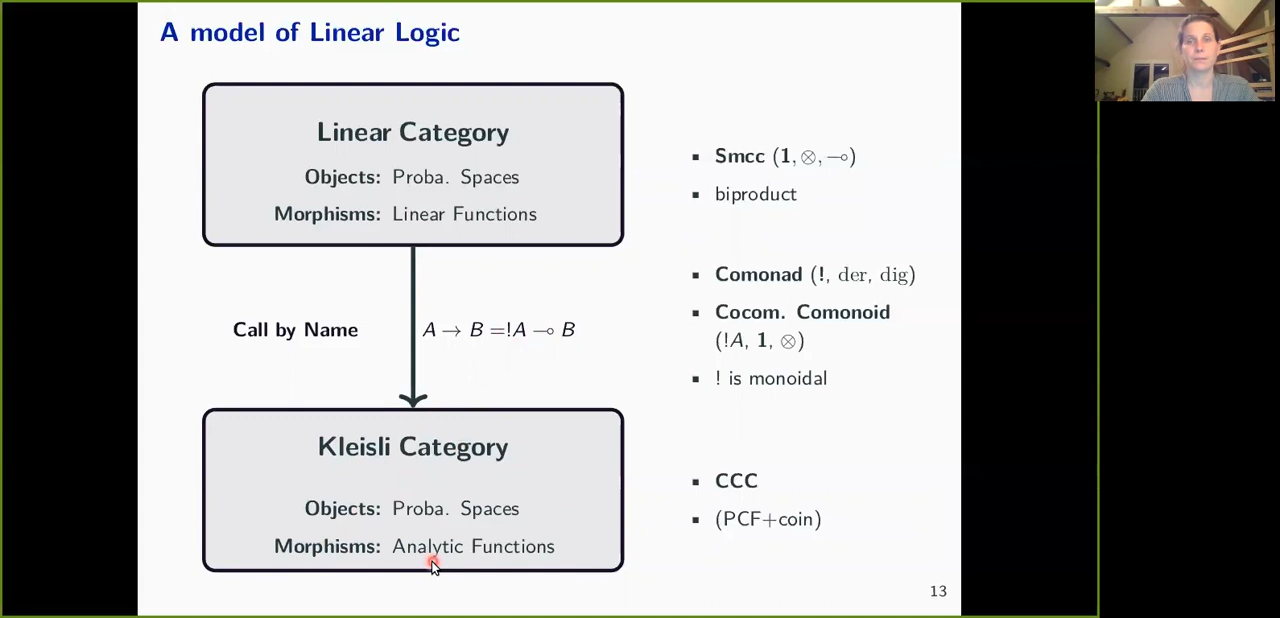 A model of Linear Logic
Linear Category
Objects: Proba. Spaces
Morphisms: Linear Functions
Call by Name
A → B =!A ⊸ B
Kleisli Category
Objects: Proba. Spaces
Morphisms: Analytic Functions
▪ Smcc (1, ⊗, ⊸)
▪ biproduct
▪ Comonad (!, der, dig)
▪ Cocom. Comonoid
(!A, 1, ⊗)
▪ ! is monoidal
▪ CCC
▪ (PCF+coin)
13